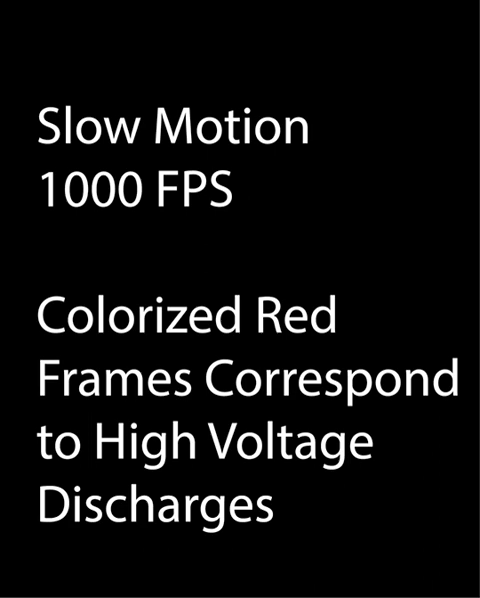 Slow Motion
1000 FPS
Colorized Red
Frames Correspond
to High Voltage
Discharges